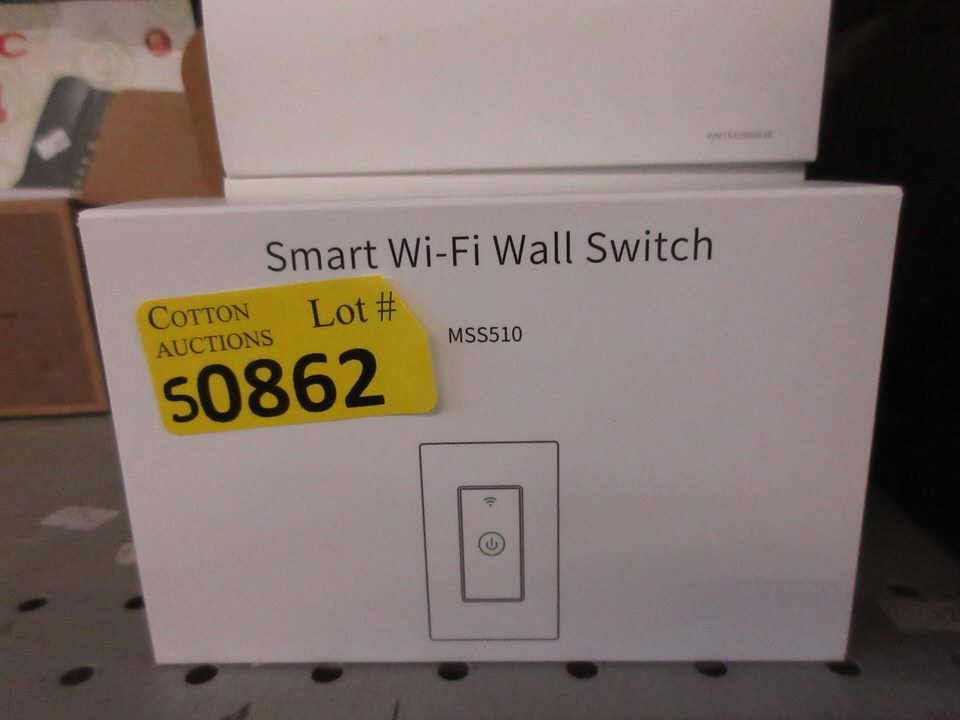 Smart Wi-Fi Wall Switch
COTTON Lot #
AUCTIONS
50862
MSS510